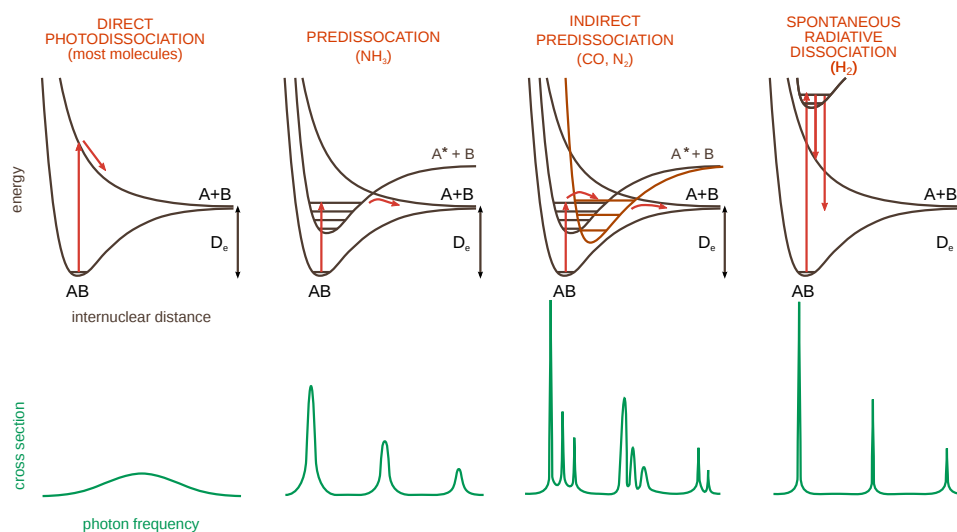 DIRECT
PHOTODISSOCIATION
(most molecules)
PREDISSOCATION
(NH3)
INDIRECT
PREDISSOCIATION
(CO, N2)
SPONTANEOUS
RADIATIVE
DISSOCIATION
(H2)
energy
A+B
De
AB
internuclear distance
A* + B
A+B
De
AB
A* + B
A+B
De
AB
A+B
De
AB
cross section
photon frequency